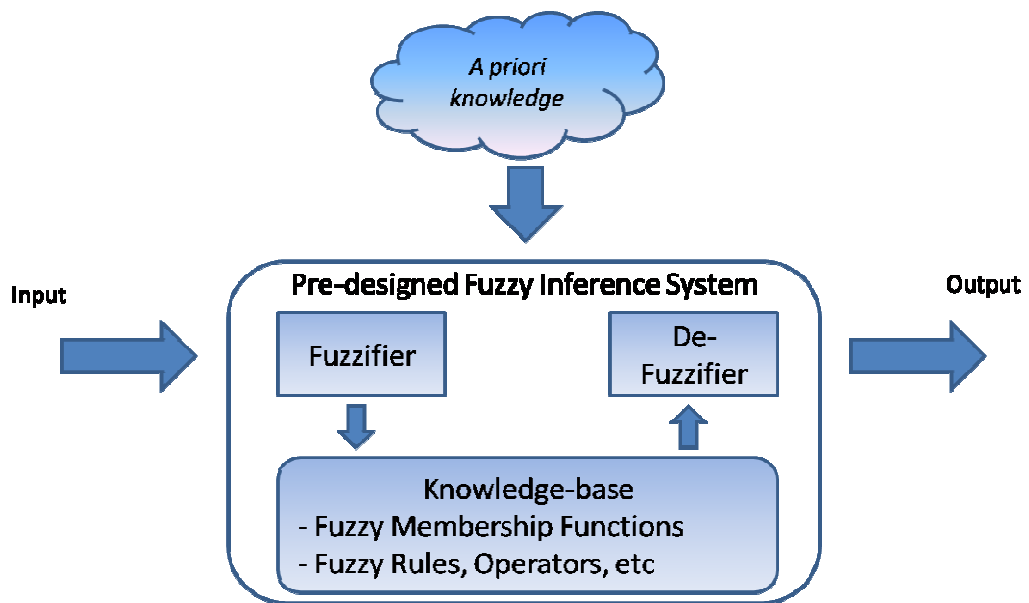 A priori
knowledge
Pre-designed Fuzzy Inference System
Input
Output
Fuzzifier
De-
Fuzzifier
Knowledge-base
- Fuzzy Membership Functions
- Fuzzy Rules, Operators, etc